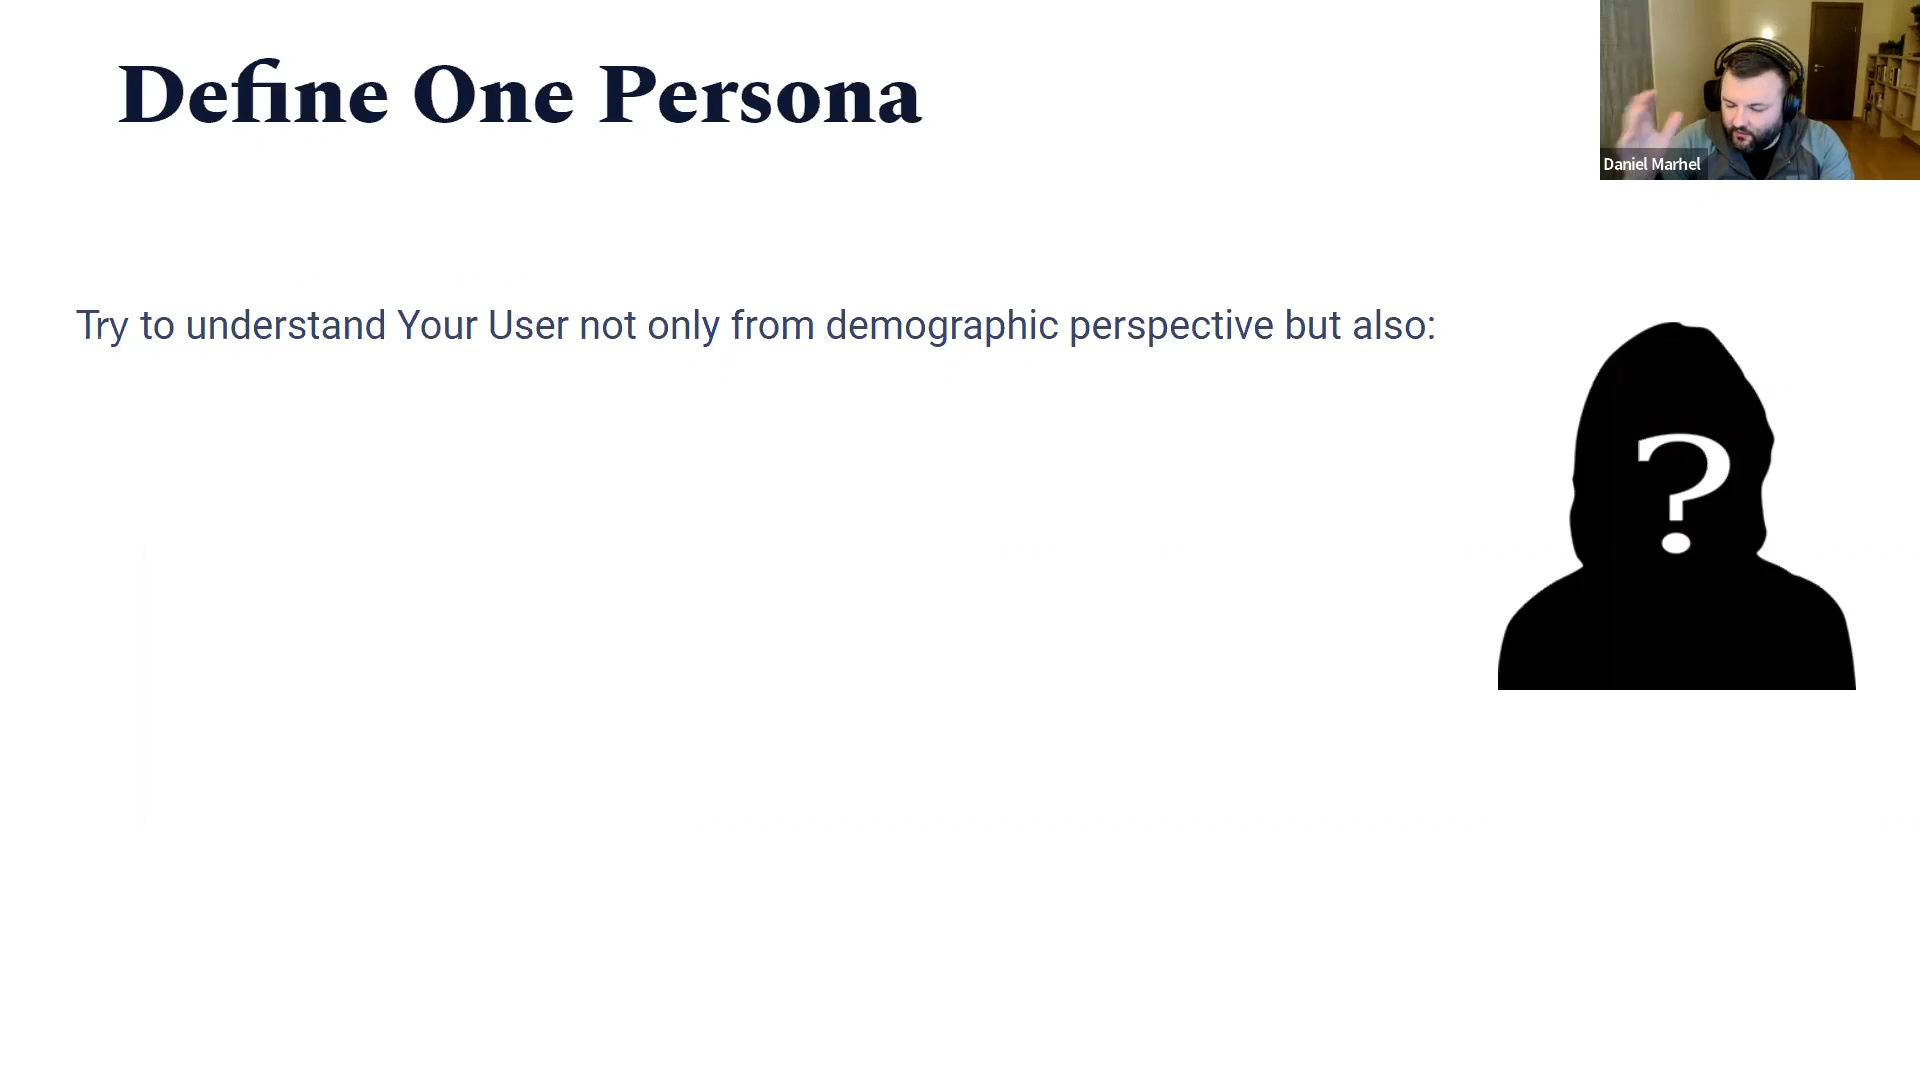 Define One Persona
Daniel Marhel
Try to understand Your User not only from demographic perspective but also:
?